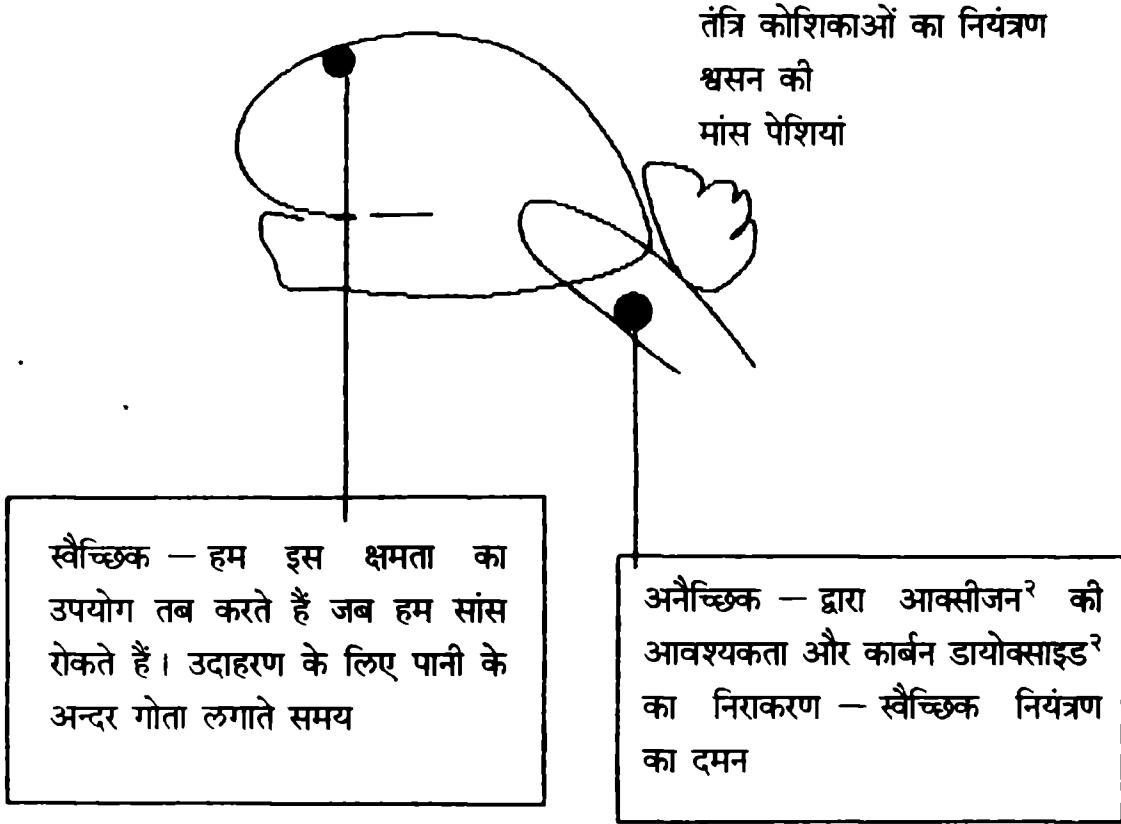 तंत्रि कोशिकाओं का नियंत्रण
श्वसन की
मांस पेशियां
स्वैच्छिक — हम इस क्षमता का
उपयोग तब करते हैं जब हम सांस
रोकते हैं। उदाहरण के लिए पानी के
अन्दर गोता लगाते समय
अनैच्छिक — द्वारा आक्सीजन² की
आवश्यकता और कार्बन डायोक्साइड²
का निराकरण — स्वैच्छिक नियंत्रण
का दमन